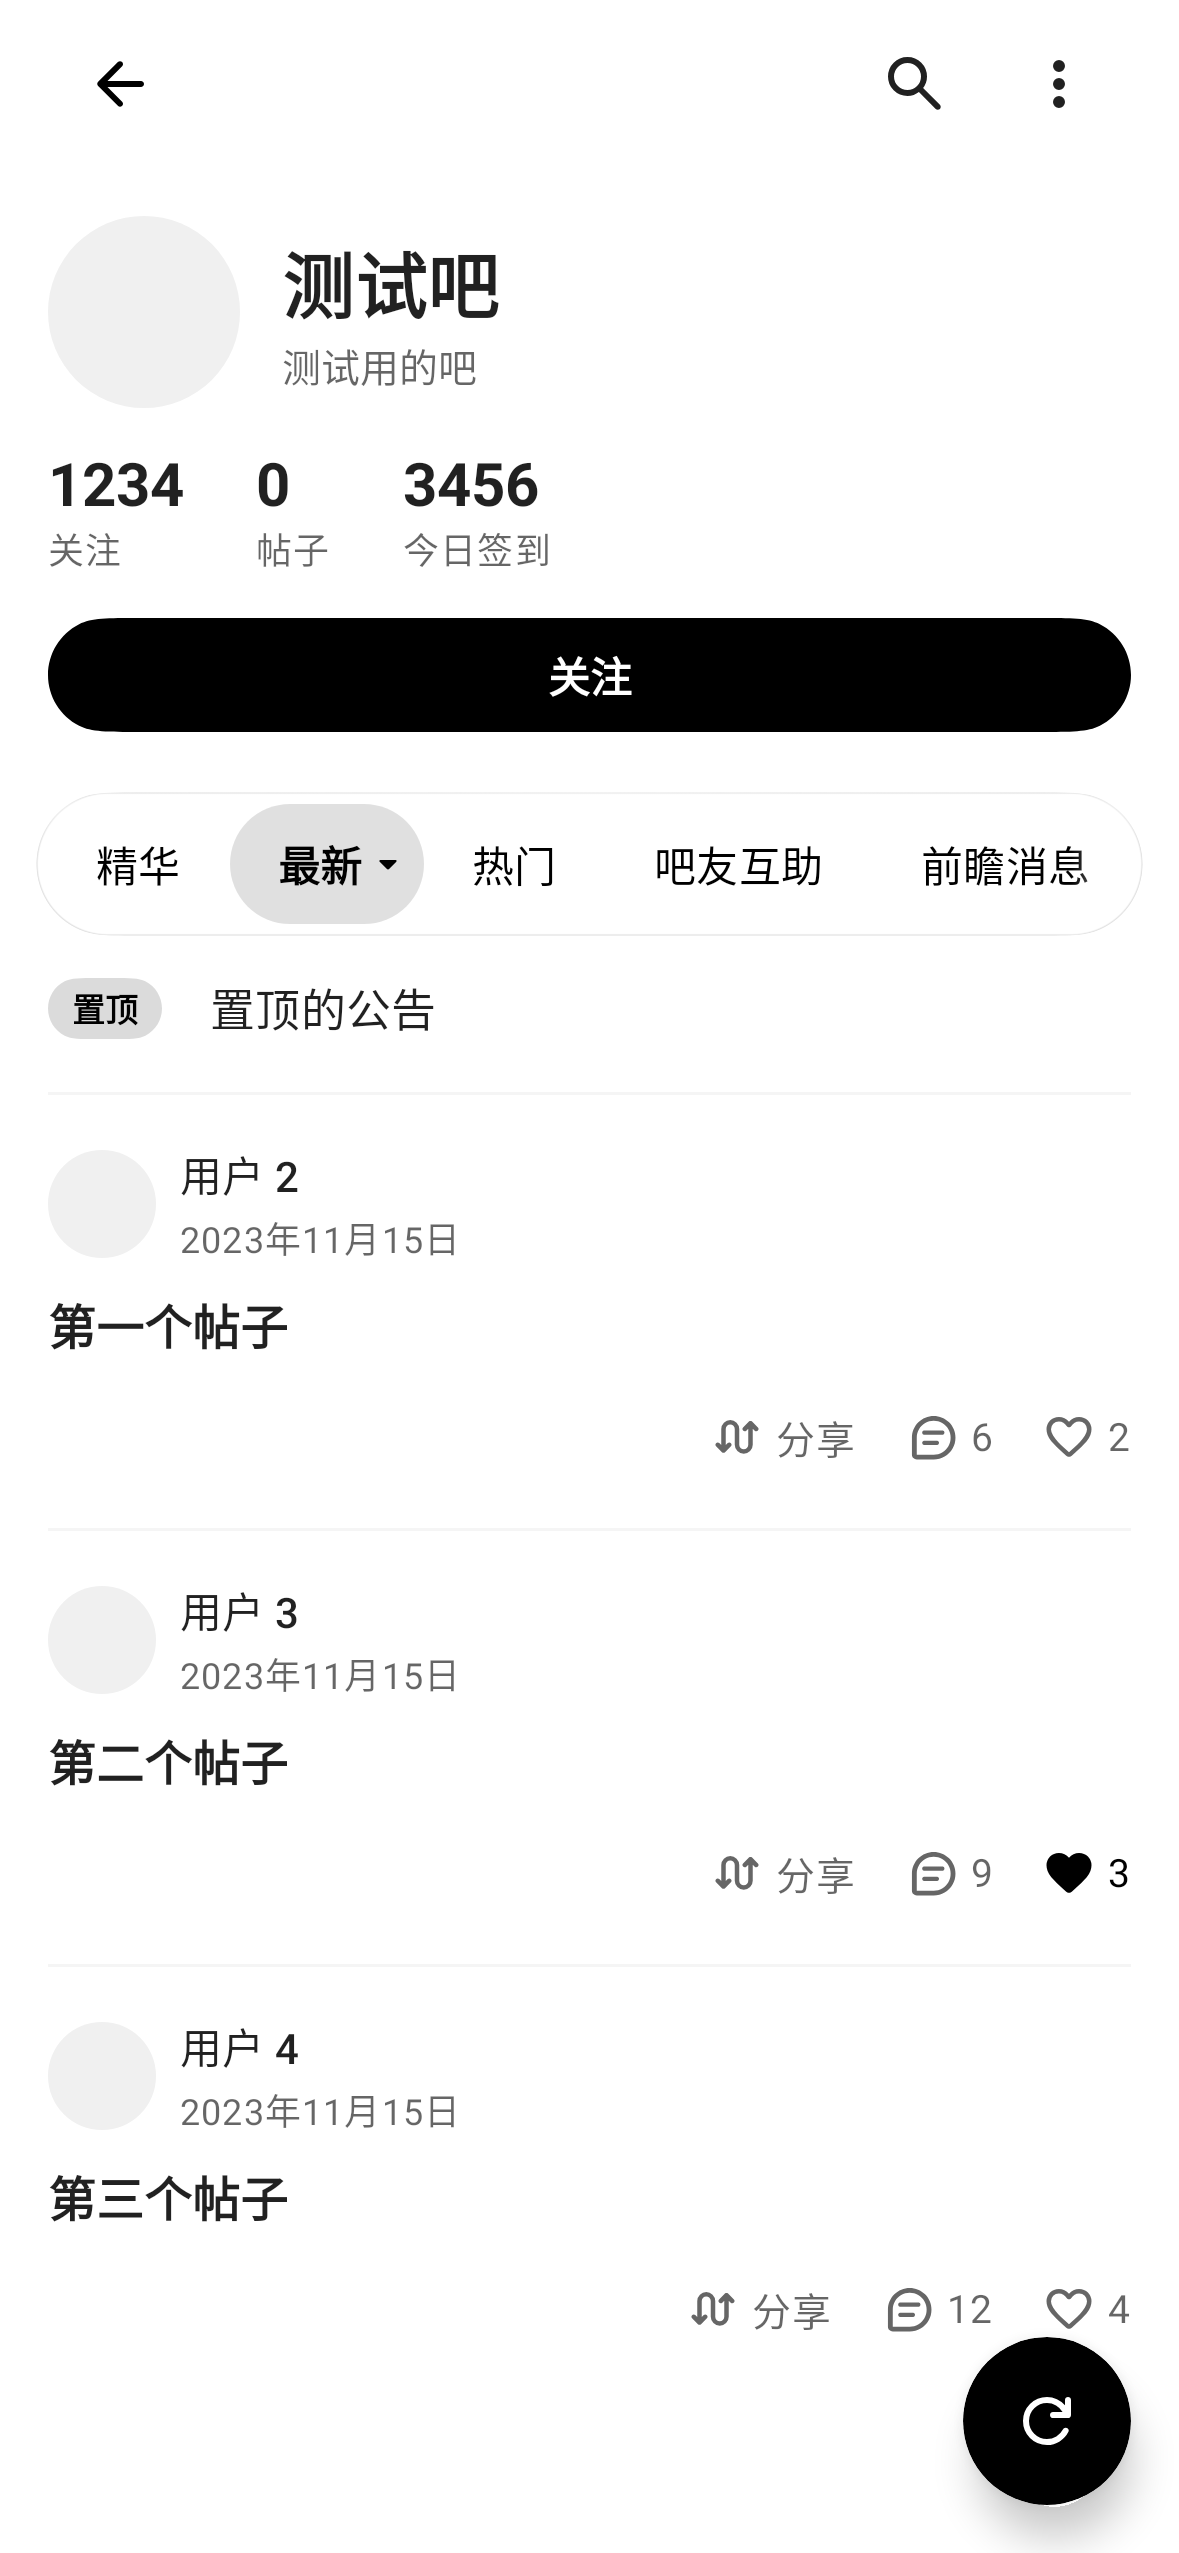 测试吧
测试用的吧
1234 0 3456
关注 帖子 今日签到
关注
精华 最新 热门 吧友互助 前瞻消息
置顶 置顶的公告
用户 2
2023年11月15日
第一个帖子
分享 6 2
用户 3
2023年11月15日
第二个帖子
分享 9 3
用户 4
2023年11月15日
第三个帖子
分享 12 4